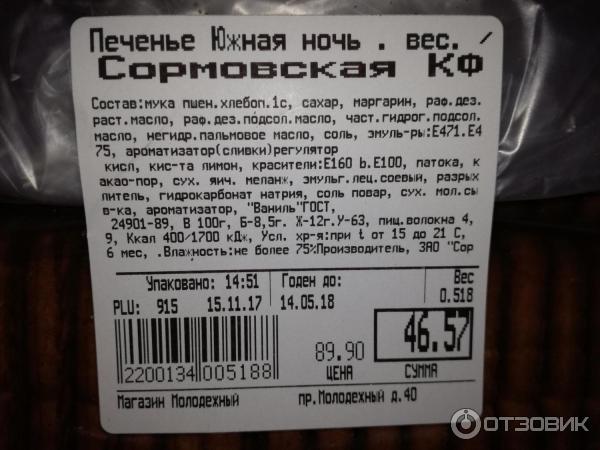 Печенье Южная ночь . вес. /
Сормовская КФ
Состав:мука пшен.хлебоп.1с, сахар, маргарин, раф.дез.
раст.масло, раф.дез.подсол.масло, част.гидрог.подсол.
масло, негидр.пальмовое масло, соль, эмуль-ры:Е471.Е4
75, ароматизатор(сливки)регулятор
кисл, кис-та лимон, красители:Е160 b.Е100, патока, к
акао-пор, сух. яич. меланж, эмульг.лец.соевый, разрых
литель, гидрокарбонат натрия, соль повар, сух. мол.сы
в-ка, ароматизатор, "Ваниль"ГОСТ,
24901-89, В 100г, Б-8,5г. Ж-12г.У-63, пищ.волокна 4,
9, Ккал 400/1700 кДж, Усл. хр-я:при t от 15 до 21 С,
6 мес, .Влажность:не более 75%Производитель, ЗАО "Сор
Упаковано: 14:51 Годен до: Вес
PLU: 915 15.11.17 14.05.18 0.518
89.90 46.57
ЦЕНА СУММА
2200134 005188
Магазин Молодежный пр.Молодежный д.40
ОТЗОВИК